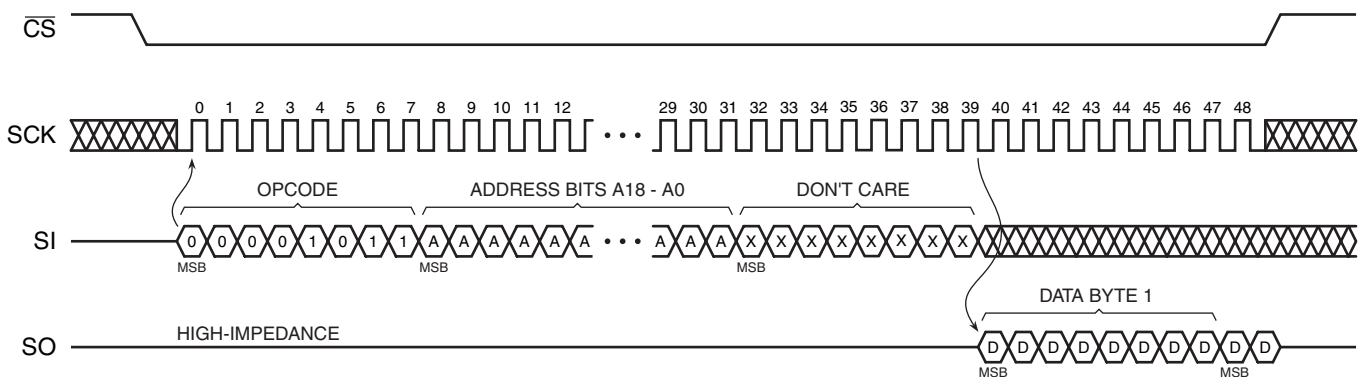 CS
0 1 2 3 4 5 6 7 8 9 10 11 12 29 30 31 32 33 34 35 36 37 38 39 40 41 42 43 44 45 46 47 48
SCK • • •
OPCODE ADDRESS BITS A18 - A0 DON'T CARE
SI 0 0 0 0 1 0 1 1 A A A A A A • • • A A A X X X X X X X X
MSB MSB MSB
DATA BYTE 1
HIGH-IMPEDANCE
SO D D D D D D D D D D
MSB MSB